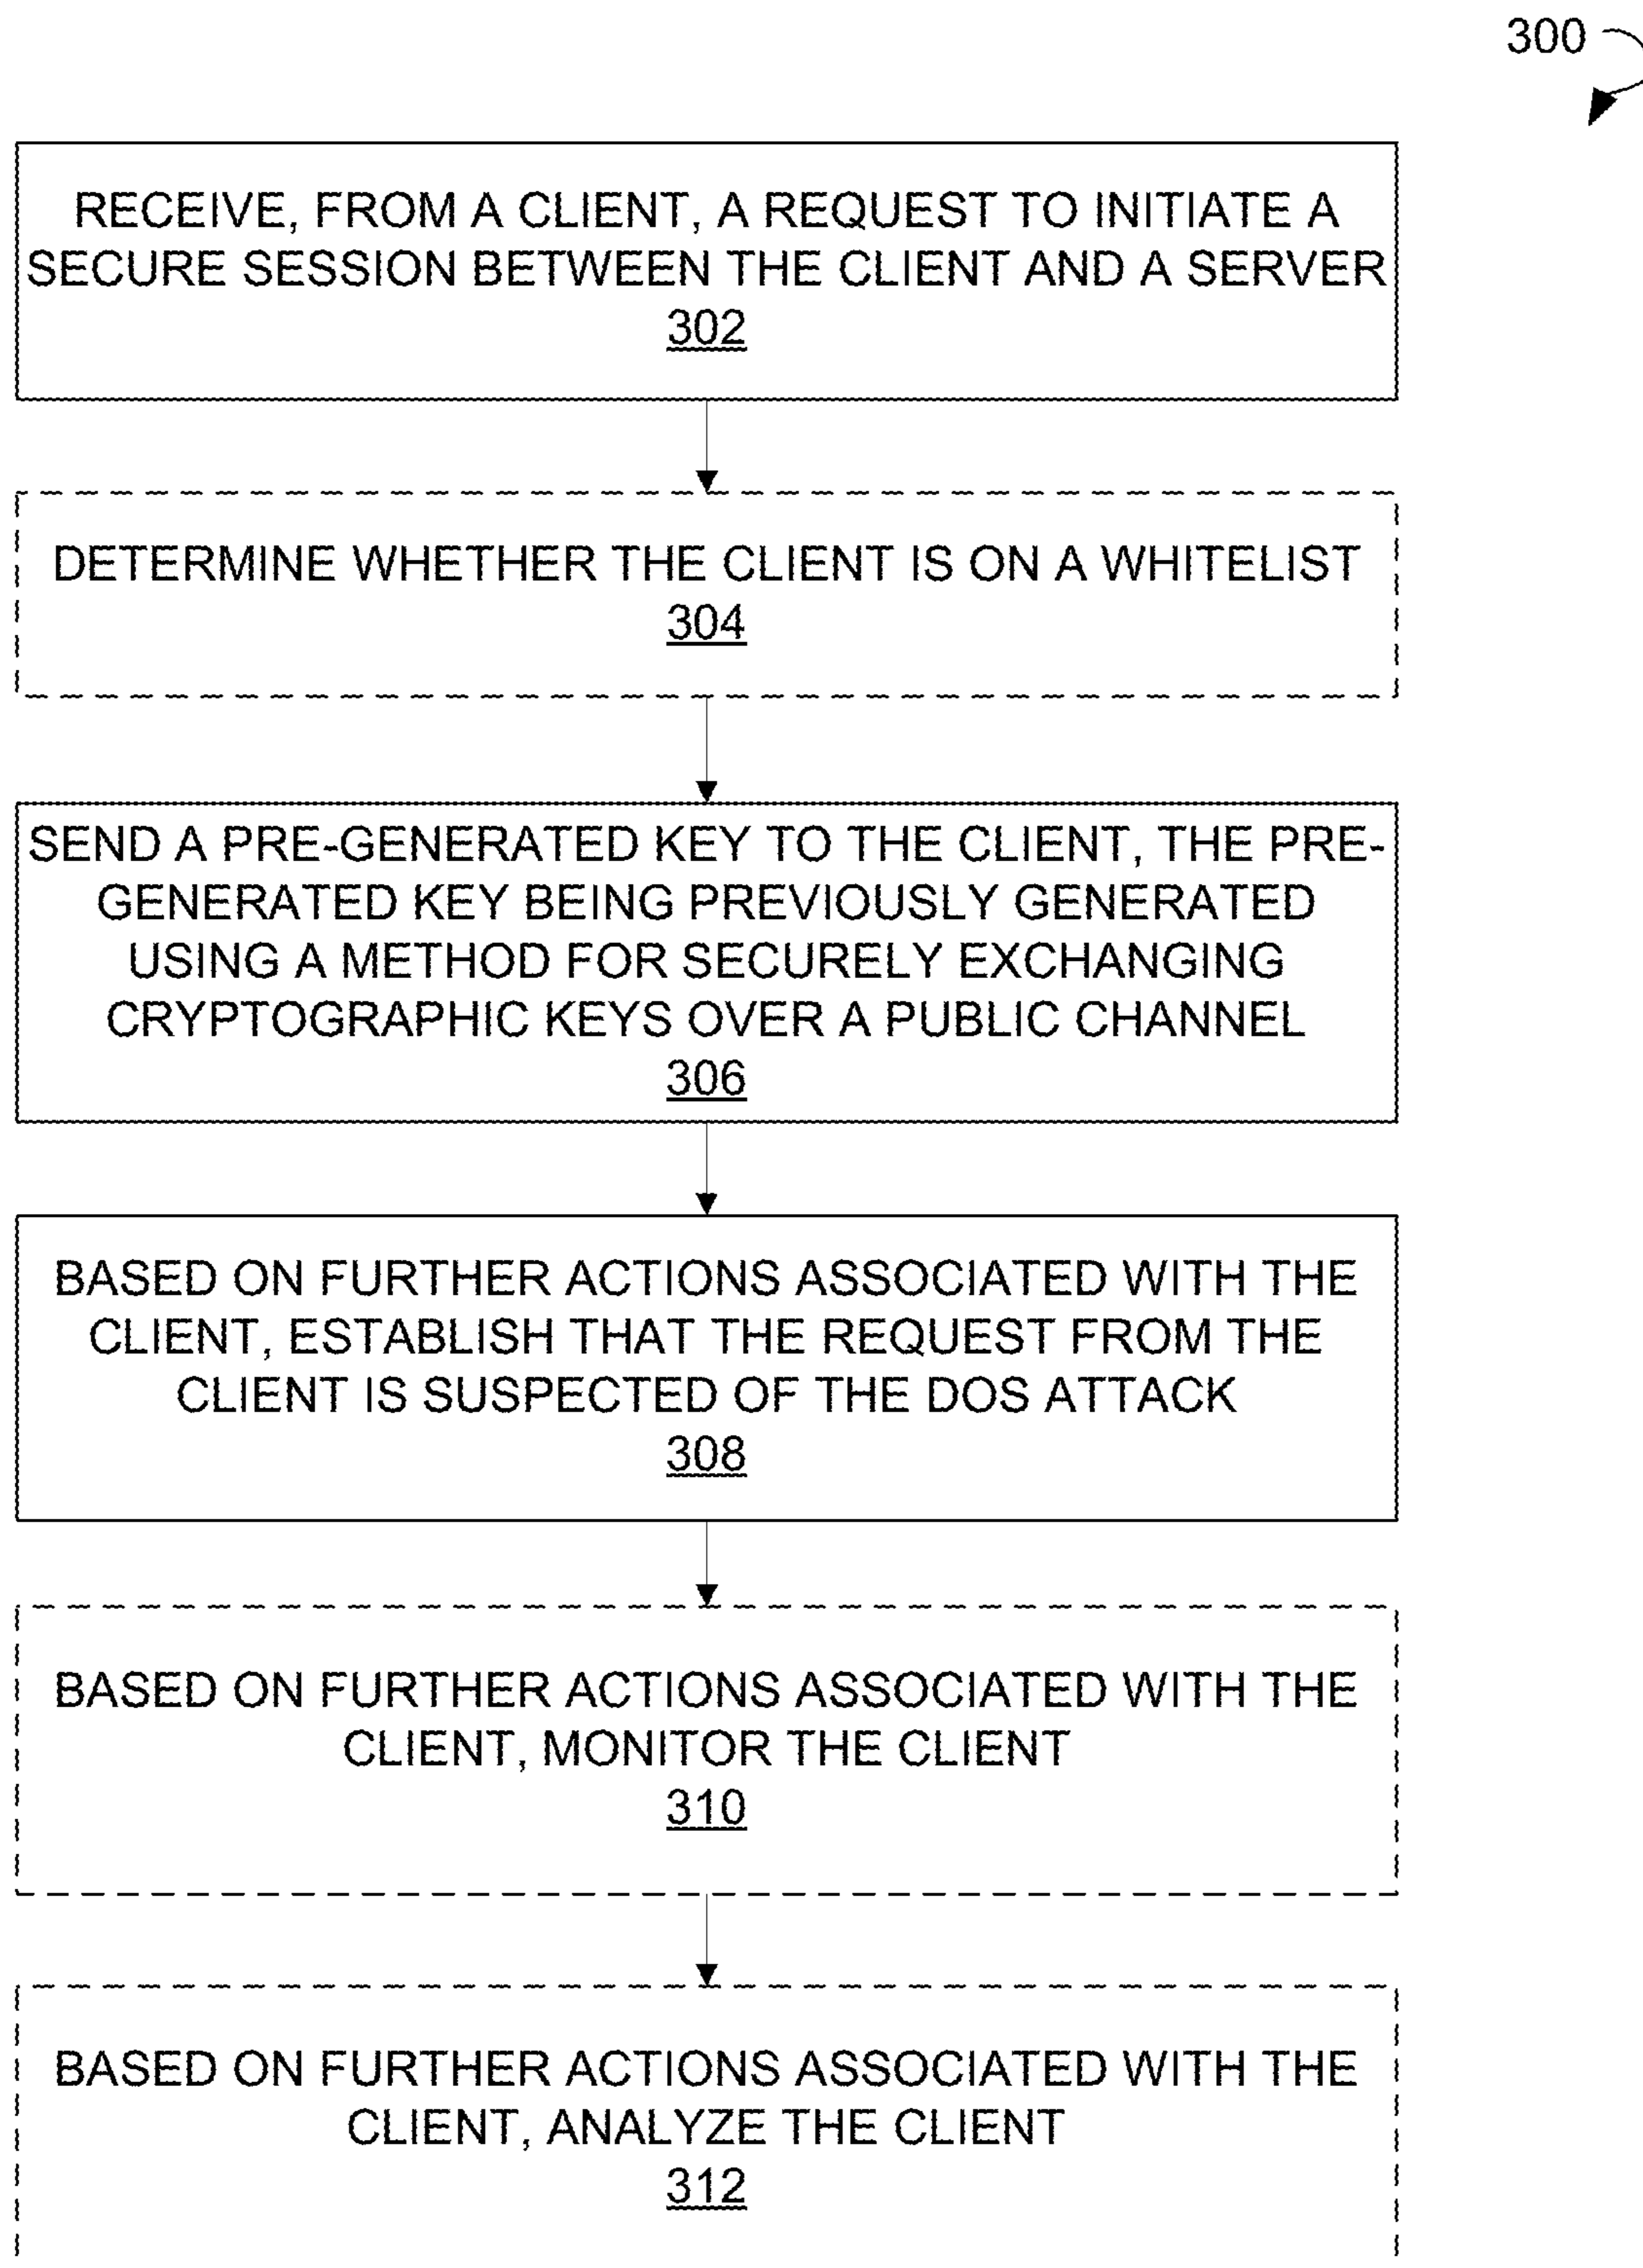 300
RECEIVE, FROM A CLIENT, A REQUEST TO INITIATE A
SECURE SESSION BETWEEN THE CLIENT AND A SERVER
302
DETERMINE WHETHER THE CLIENT IS ON A WHITELIST
304
SEND A PRE-GENERATED KEY TO THE CLIENT, THE PRE-
GENERATED KEY BEING PREVIOUSLY GENERATED
USING A METHOD FOR SECURELY EXCHANGING
CRYPTOGRAPHIC KEYS OVER A PUBLIC CHANNEL
306
BASED ON FURTHER ACTIONS ASSOCIATED WITH THE
CLIENT, ESTABLISH THAT THE REQUEST FROM THE
CLIENT IS SUSPECTED OF THE DOS ATTACK
308
BASED ON FURTHER ACTIONS ASSOCIATED WITH THE
CLIENT, MONITOR THE CLIENT
310
BASED ON FURTHER ACTIONS ASSOCIATED WITH THE
CLIENT, ANALYZE THE CLIENT
312